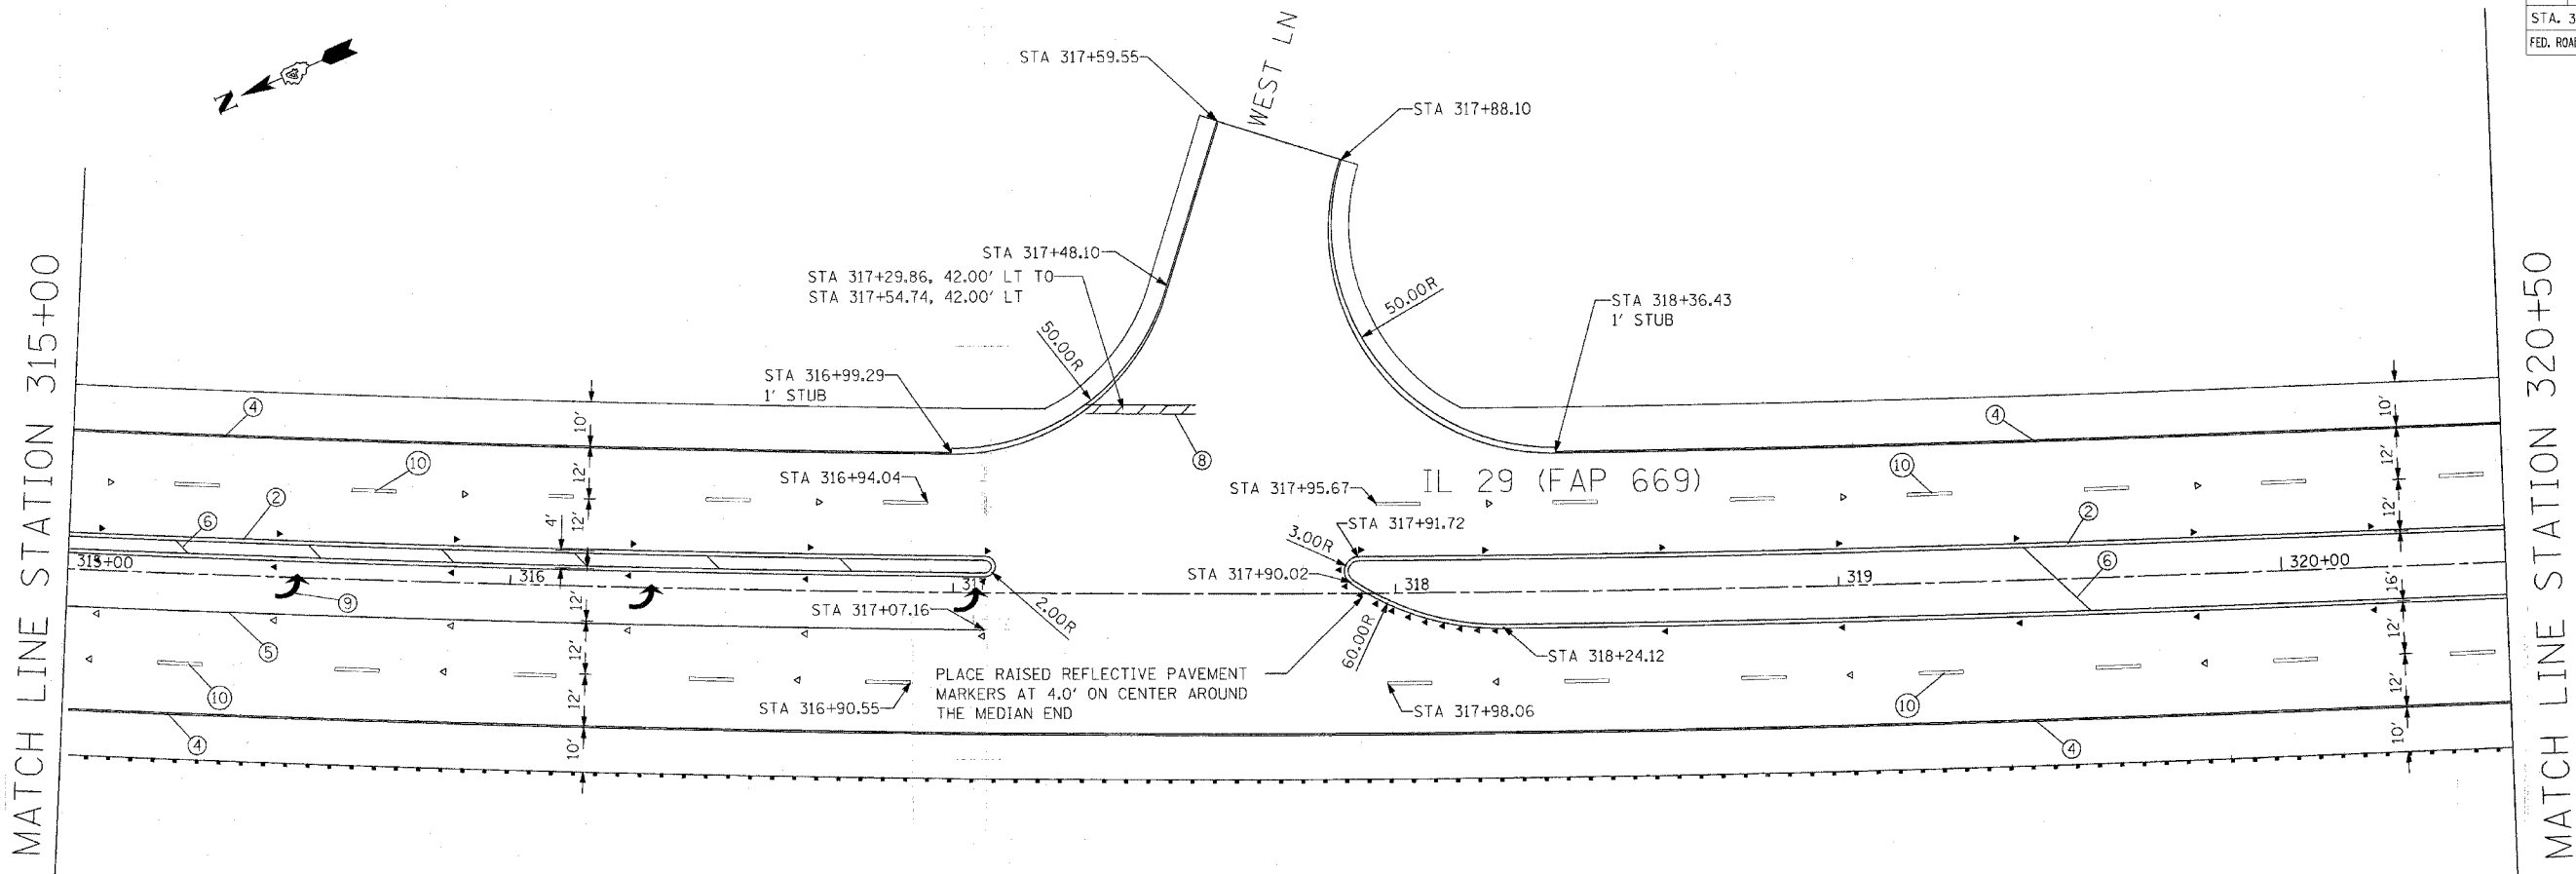 STA. 3
FED. ROAD
N
WEST LN
STA 317+59.55
STA 317+88.10
STA 317+48.10
STA 317+29.86, 42.00' LT TO
STA 317+54.74, 42.00' LT
50.00R
50.00R
STA 318+36.43
1' STUB
STA 316+99.29
1' STUB
MATCH LINE STATION 315+00
MATCH LINE STATION 320+50
4
10'
4
10'
8
10
12'
STA 316+94.04
IL 29 (FAP 669)
10
12'
STA 317+95.67
6
2
4'
12'
STA 317+91.72
3.00R
2
12'
315+00
316
317
STA 317+90.02
318
319
320+00
6
16'
9
12'
STA 317+07.16
2.00R
60.00R
5
12'
STA 318+24.12
12'
10
12'
PLACE RAISED REFLECTIVE PAVEMENT
MARKERS AT 4.0' ON CENTER AROUND
THE MEDIAN END
STA 316+90.55
STA 317+98.06
10
12'
4
10'
4
10'